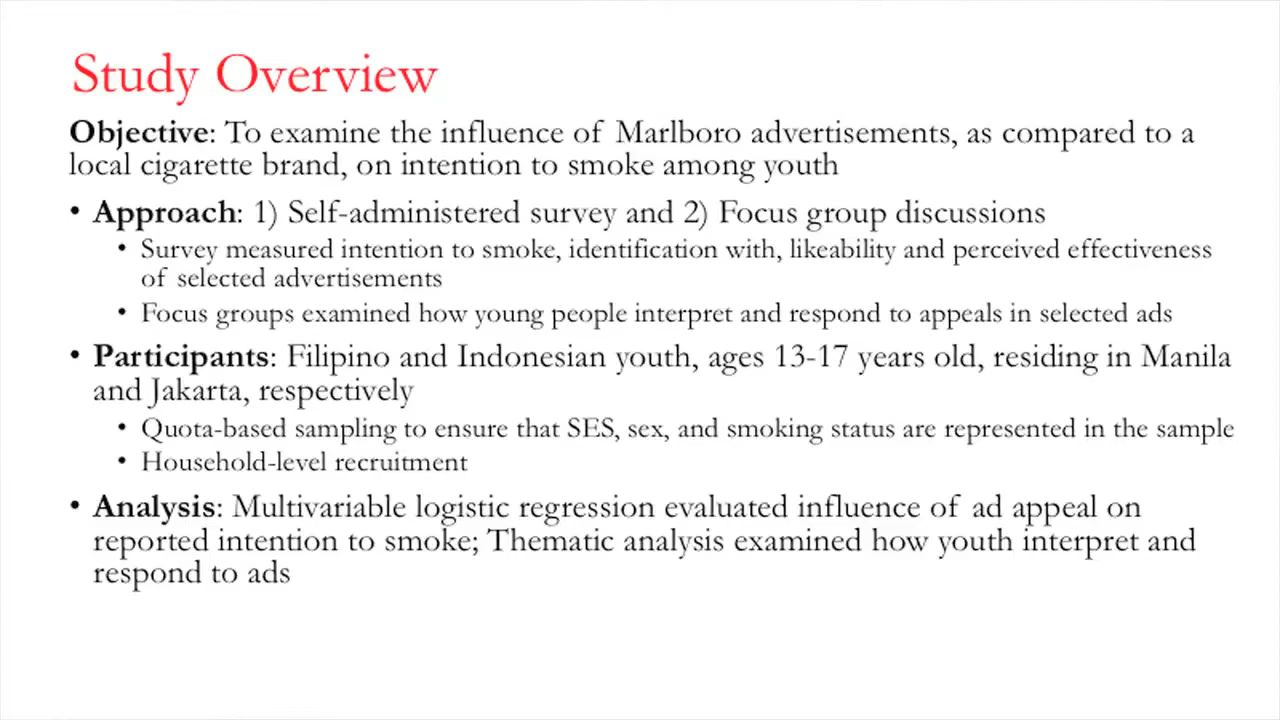 Study Overview
Objective: To examine the influence of Marlboro advertisements, as compared to a
local cigarette brand, on intention to smoke among youth
• Approach: 1) Self-administered survey and 2) Focus group discussions
• Survey measured intention to smoke, identification with, likeability and perceived effectiveness
of selected advertisements
• Focus groups examined how young people interpret and respond to appeals in selected ads
• Participants: Filipino and Indonesian youth, ages 13-17 years old, residing in Manila
and Jakarta, respectively
• Quota-based sampling to ensure that SES, sex, and smoking status are represented in the sample
• Household-level recruitment
• Analysis: Multivariable logistic regression evaluated influence of ad appeal on
reported intention to smoke; Thematic analysis examined how youth interpret and
respond to ads